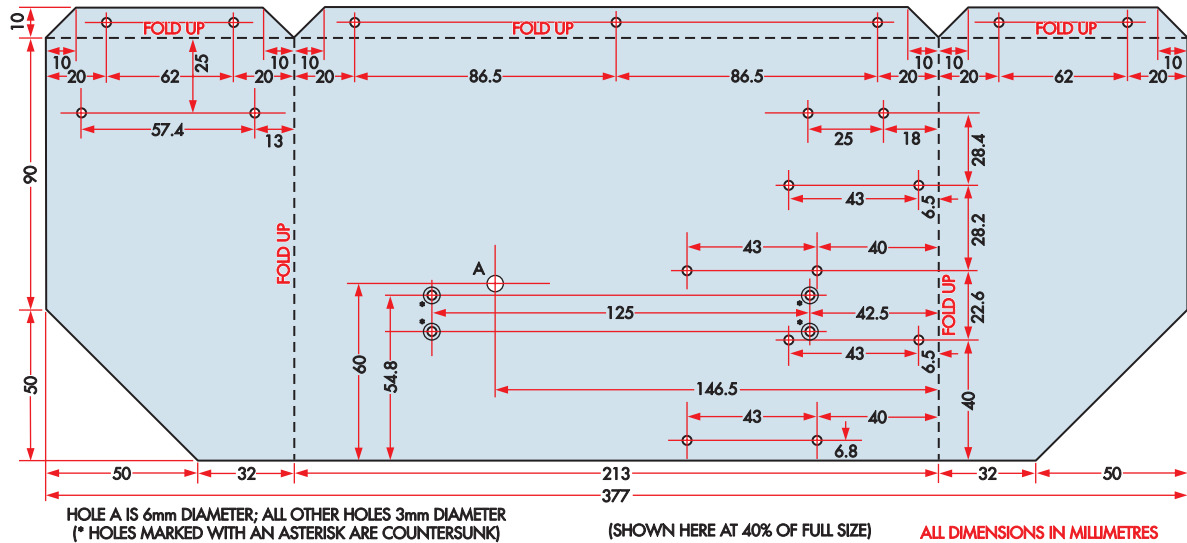 10
FOLD UP
FOLD UP
FOLD UP
10 25 10 10 10 10 10
20 62 20 20 86.5 86.5 20 20 62 20
57.4 13 25 18 28.4
90
43 6.5
28.2
FOLD UP
43 40
A
* *
125 42.5
* *
FOLD UP
22.6
60 54.8
43 6.5
50
146.5
40
43 40
6.8
50 32 213 32 50
377
HOLE A IS 6mm DIAMETER; ALL OTHER HOLES 3mm DIAMETER
(* HOLES MARKED WITH AN ASTERISK ARE COUNTERSUNK)
(SHOWN HERE AT 40% OF FULL SIZE)
ALL DIMENSIONS IN MILLIMETRES